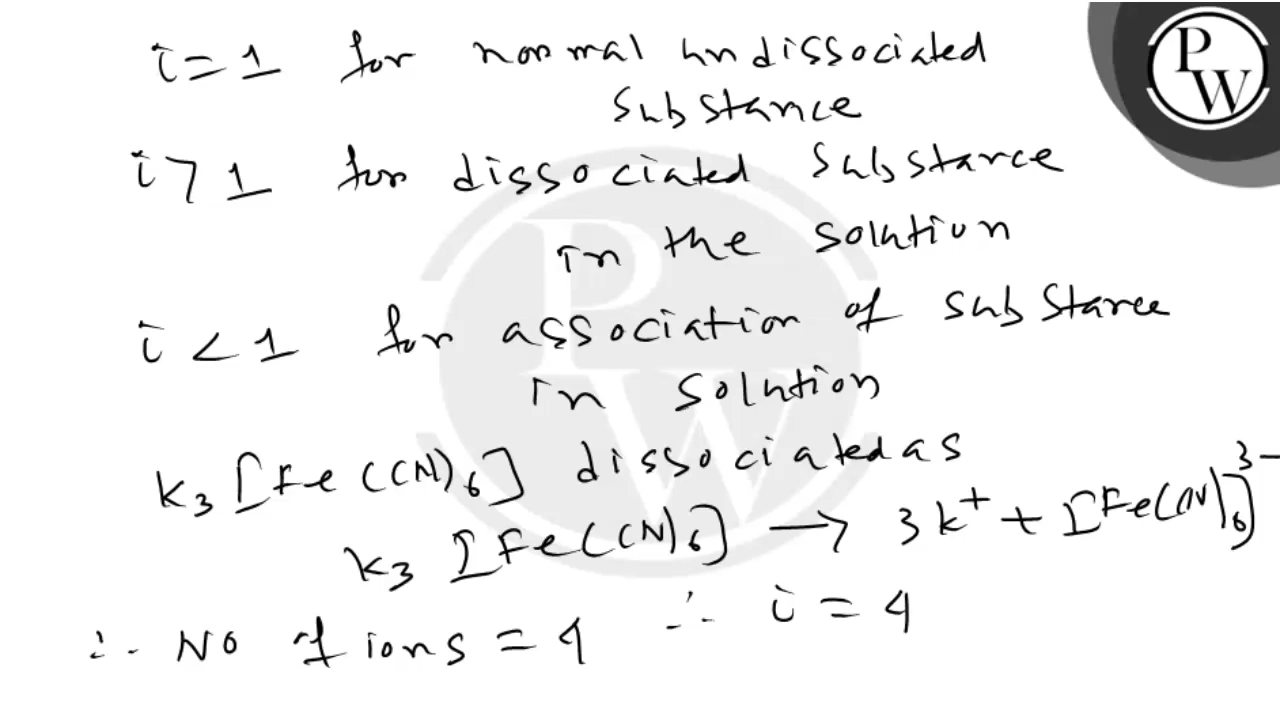 i = 1 for normal undissociated
substance
i > 1 for dissociated substance
in the solution
i < 1 for association of substance
in solution
K3 [Fe(CN)6] dissociated as
K3 [Fe(CN)6] → 3K+ + [Fe(CN)6]3-
∴ No of ions = 4 ∴ i = 4
P
W
P
W